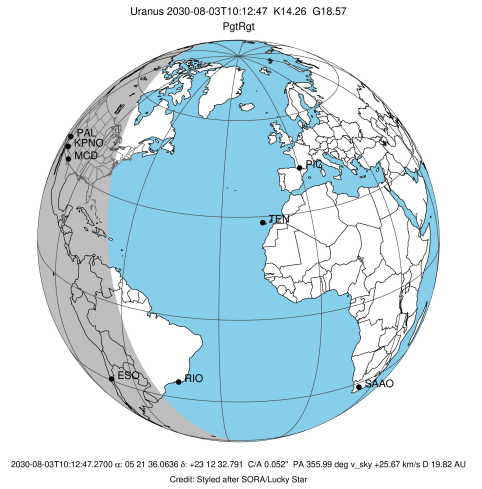 Uranus 2030-08-03T10:12:47 K14.26 G18.57
PgtRgt
PAL
KPNO
MCD
PIC
TEN
ESO
RIO
SAAO
2030-08-03T10:12:47.2700 α: 05 21 36.0636 δ: +23 12 32.791 C/A 0.052" PA 355.99 deg v_sky +25.67 km/s D 19.82 AU
Credit: Styled after SORA/Lucky Star